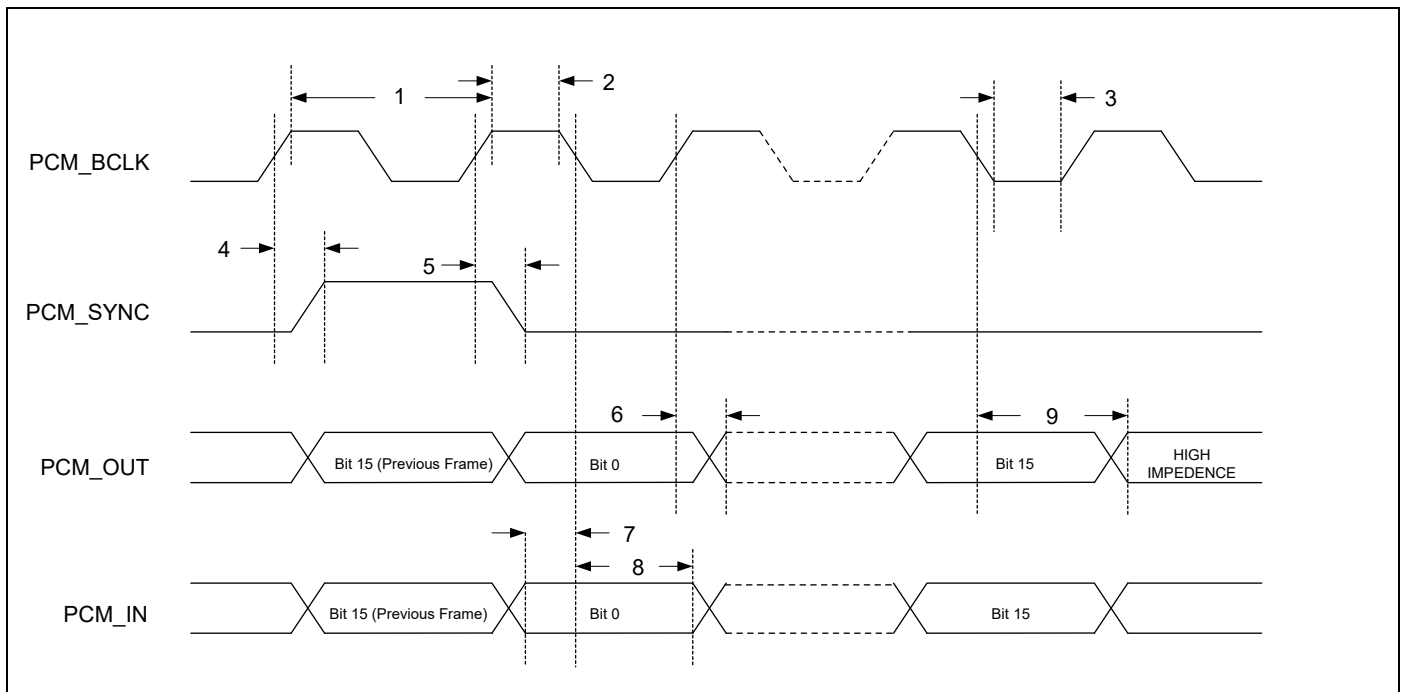 1
2
3
PCM_BCLK
4
5
PCM_SYNC
6
9
PCM_OUT
Bit 15 (Previous Frame)
Bit 0
Bit 15
HIGH
IMPEDENCE
7
8
PCM_IN
Bit 15 (Previous Frame)
Bit 0
Bit 15